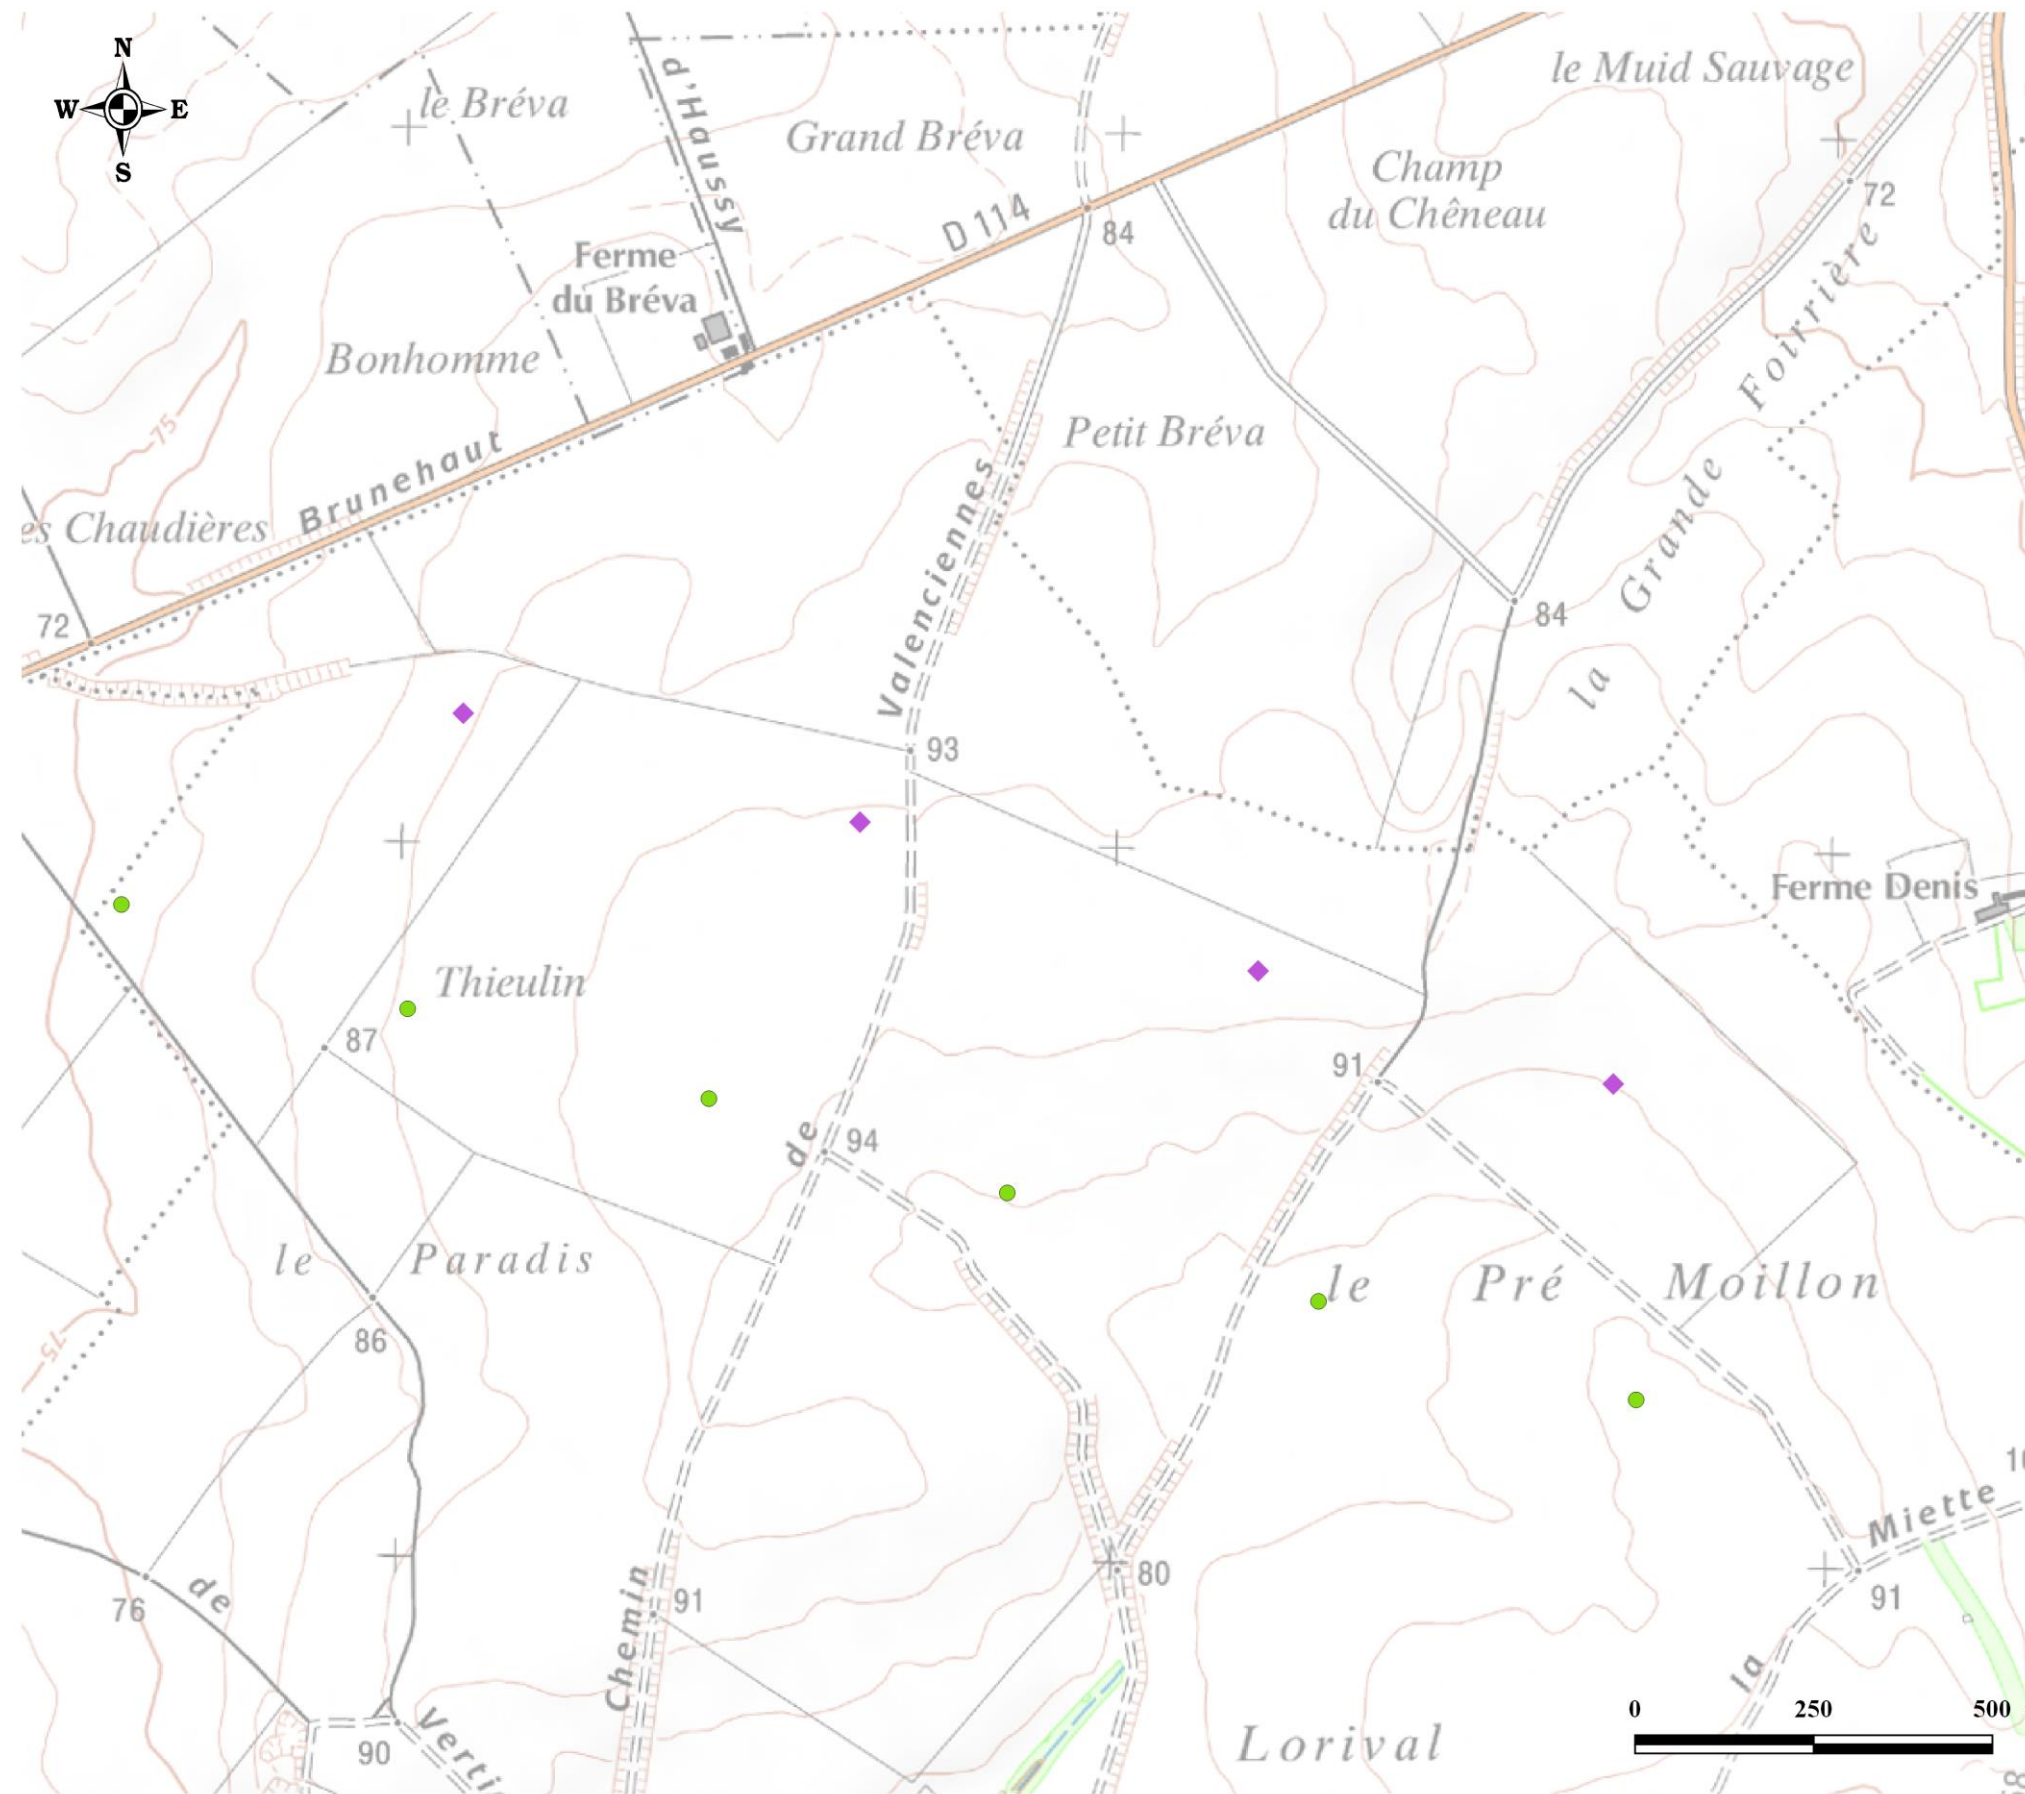 N
W E
S
le Bréva
d'Haussy
Grand Bréva
le Muid Sauvage
Champ
du Chêneau
72
D 114
84
Ferme
du Bréva
Foirrière
Bonhomme
75
Petit Bréva
Brunehaut
Valenciennes
Grande
es Chaudières
72
84
la
93
Ferme Denis
Thieulin
87
91
de
94
le Paradis
le Pré Moillon
86
75
Miette
de
76
91
80
91
Chemin
la
0 250 500
90
Verti
Lorival